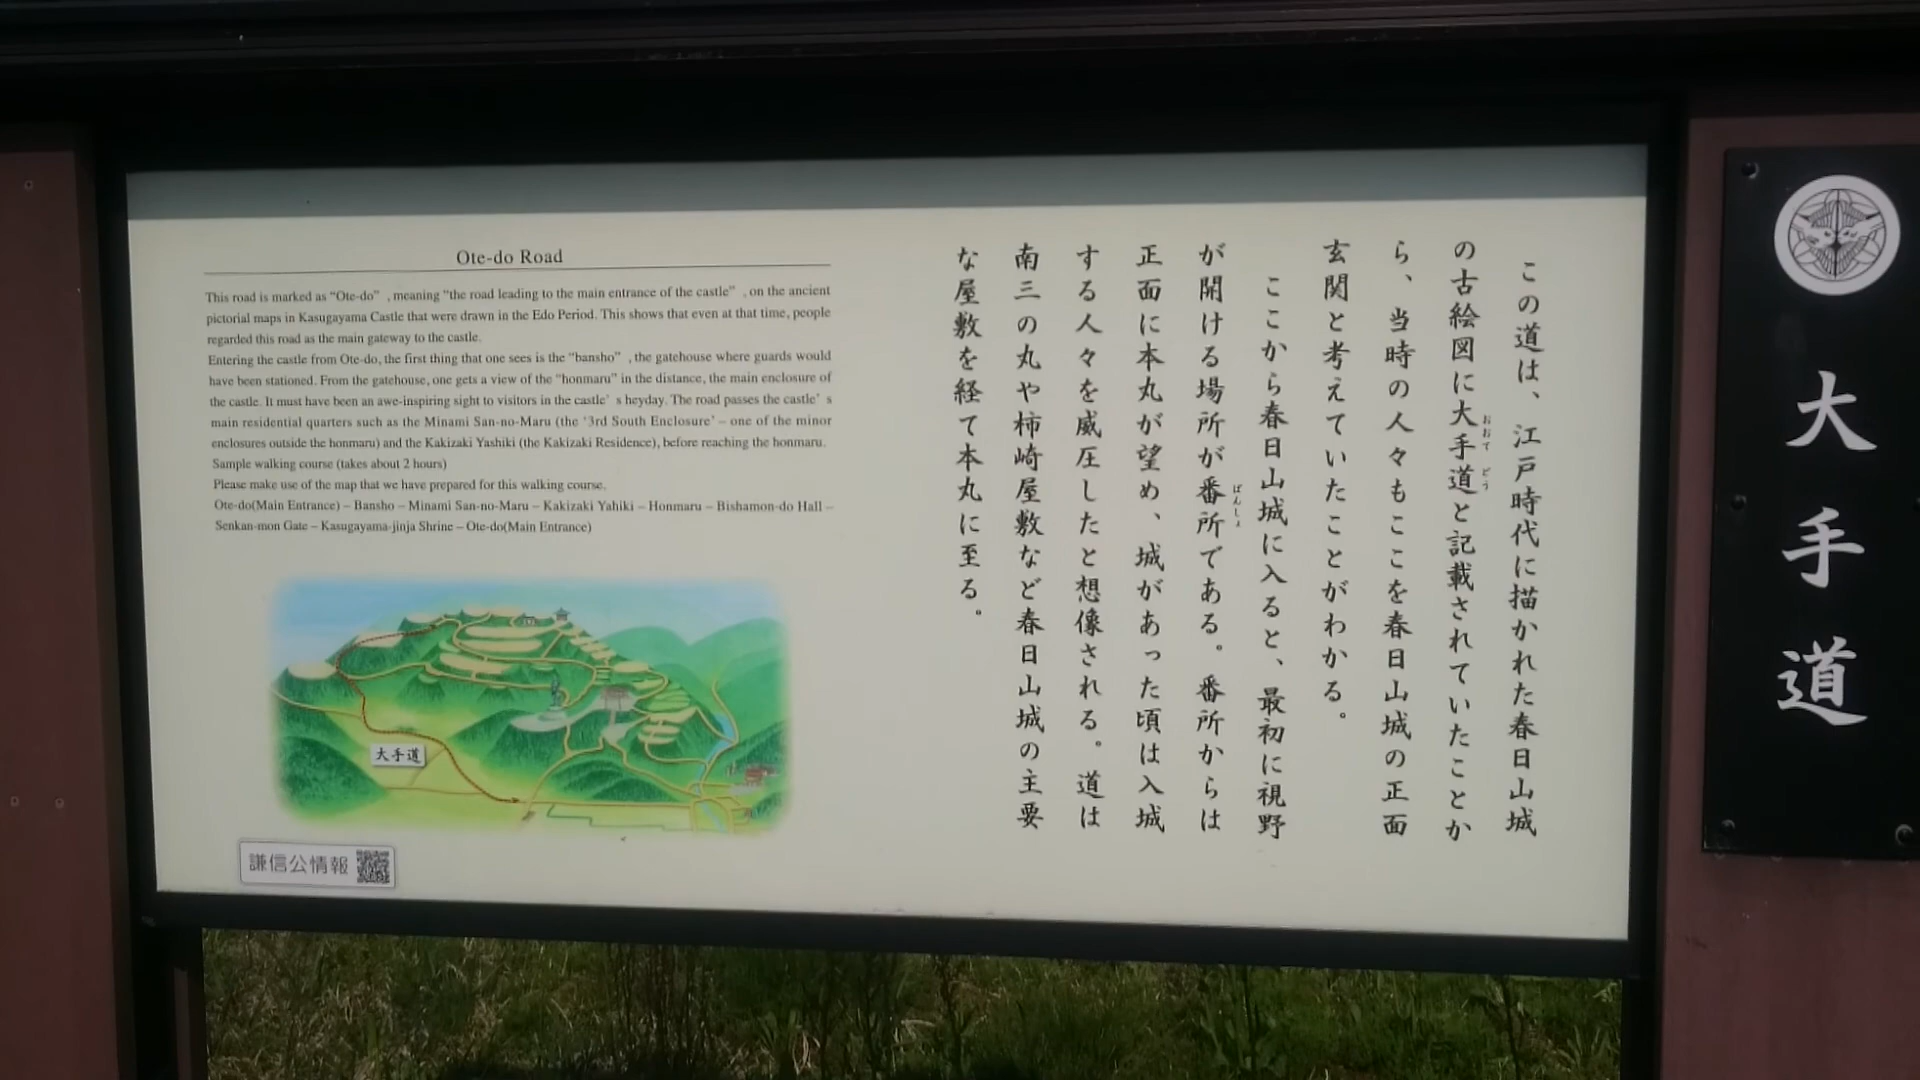 大手道
この道は、江戸時代に描かれた春日山城
の古絵図に大手道と記載されていたことか
おおて どう
ら、当時の人々もここを春日山城の正面
玄関と考えていたことがわかる。
ここから春日山城に入ると、最初に視野
が開ける場所が番所である。番所からは
ばんしょ
正面に本丸が望め、城があった頃は入城
する人々を威圧したと想像される。道は
南三の丸や柿崎屋敷など春日山城の主要
な屋敷を経て本丸に至る。
Ote-do Road
This road is marked as “Ote-do” , meaning “the road leading to the main entrance of the castle” , on the ancient
pictorial maps in Kasugayama Castle that were drawn in the Edo Period. This shows that even at that time, people
regarded this road as the main gateway to the castle.
Entering the castle from Ote-do, the first thing that one sees is the “bansho” , the gatehouse where guards would
have been stationed. From the gatehouse, one gets a view of the “honmaru” in the distance, the main enclosure of
the castle. It must have been an awe-inspiring sight to visitors in the castle’ s heyday. The road passes the castle’ s
main residential quarters such as the Minami San-no-Maru (the ‘3rd South Enclosure’ – one of the minor
enclosures outside the honmaru) and the Kakizaki Yashiki (the Kakizaki Residence), before reaching the honmaru.
Sample walking course (takes about 2 hours)
Please make use of the map that we have prepared for this walking course.
Ote-do(Main Entrance) – Bansho – Minami San-no-Maru – Kakizaki Yahiki – Honmaru – Bishamon-do Hall –
Senkan-mon Gate – Kasugayama-jinja Shrine – Ote-do(Main Entrance)
大手道
謙信公情報